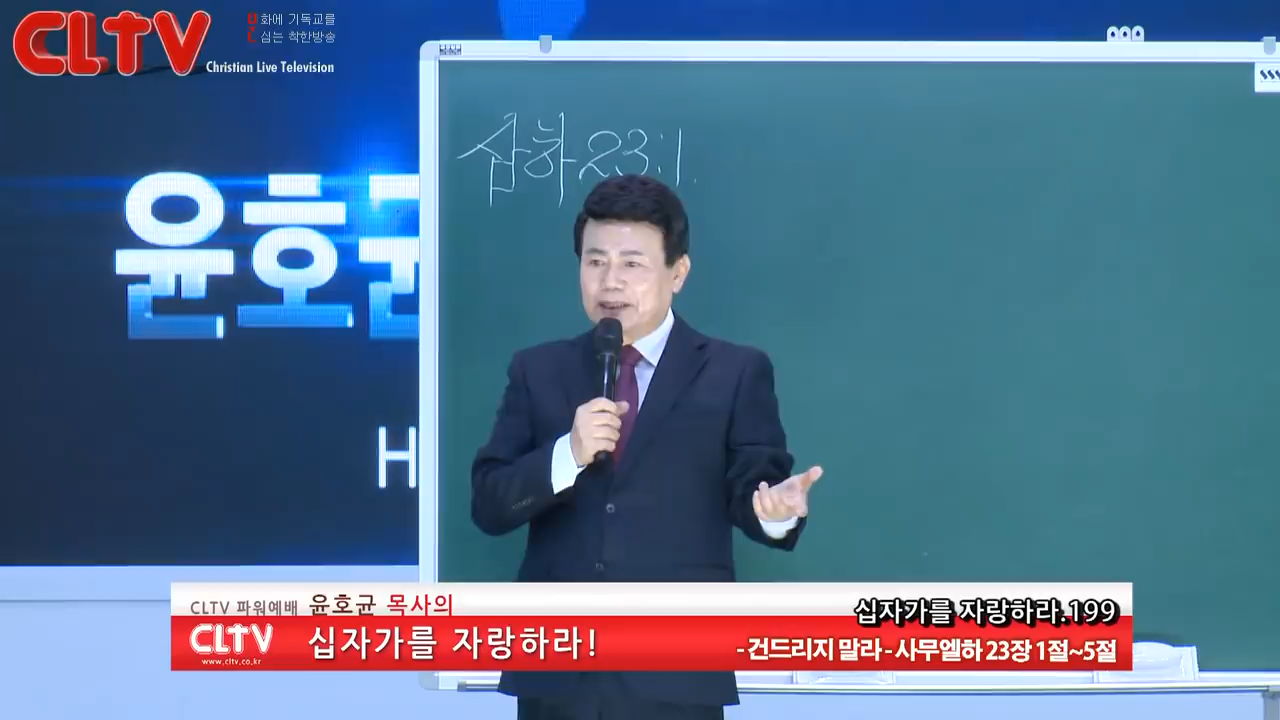 CLTV
문화에 기독교를
심는 착한방송
Christian Live Television
삼하 23:1.
윤호균
H
CLTV 파워예배 윤호균 목사의
십자가를 자랑하라.199
CLTV
www.cltv.co.kr
십자가를 자랑하라!
- 건드리지 말라 - 사무엘하 23장 1절~5절